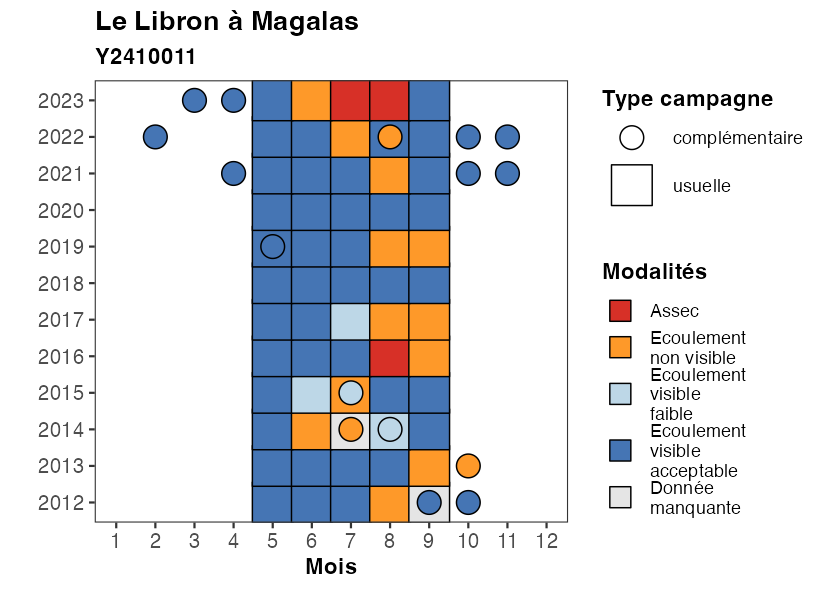 Le Libron à Magalas
Y2410011
2023
2022
2021
2020
2019
2018
2017
2016
2015
2014
2013
2012
1 2 3 4 5 6 7 8 9 10 11 12
Mois
Type campagne
complémentaire
usuelle
Modalités
Assec
Ecoulement
non visible
Ecoulement
visible
faible
Ecoulement
visible
acceptable
Donnée
manquante